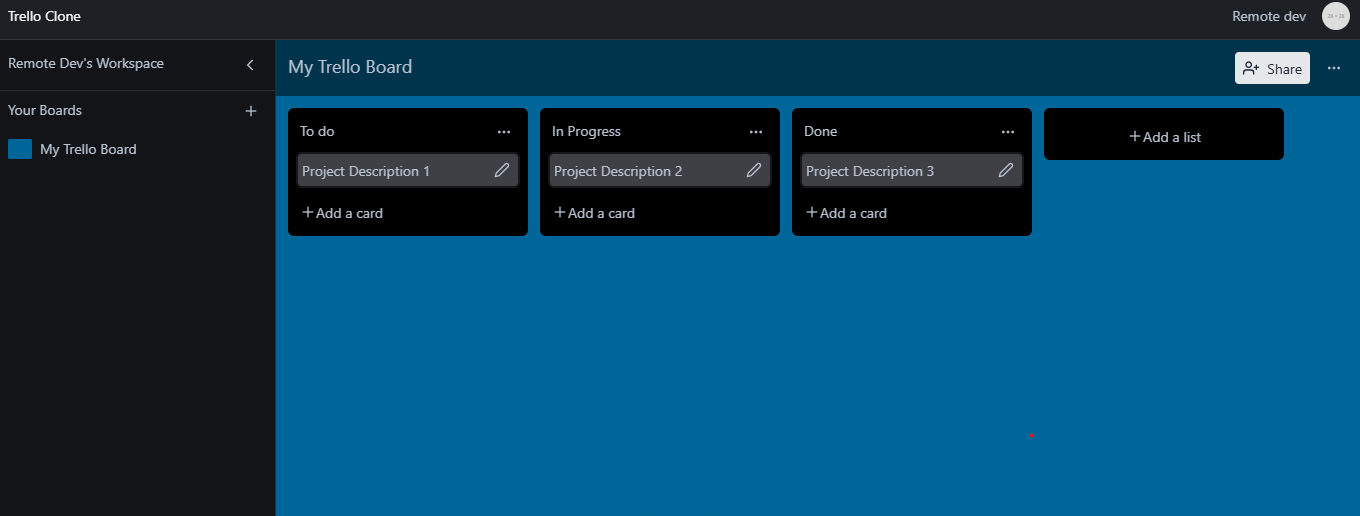 Trello Clone
Remote dev
Remote Dev's Workspace
My Trello Board
Share
Your Boards
My Trello Board
To do
Project Description 1
Add a card
In Progress
Project Description 2
Add a card
Done
Project Description 3
Add a card
Add a list